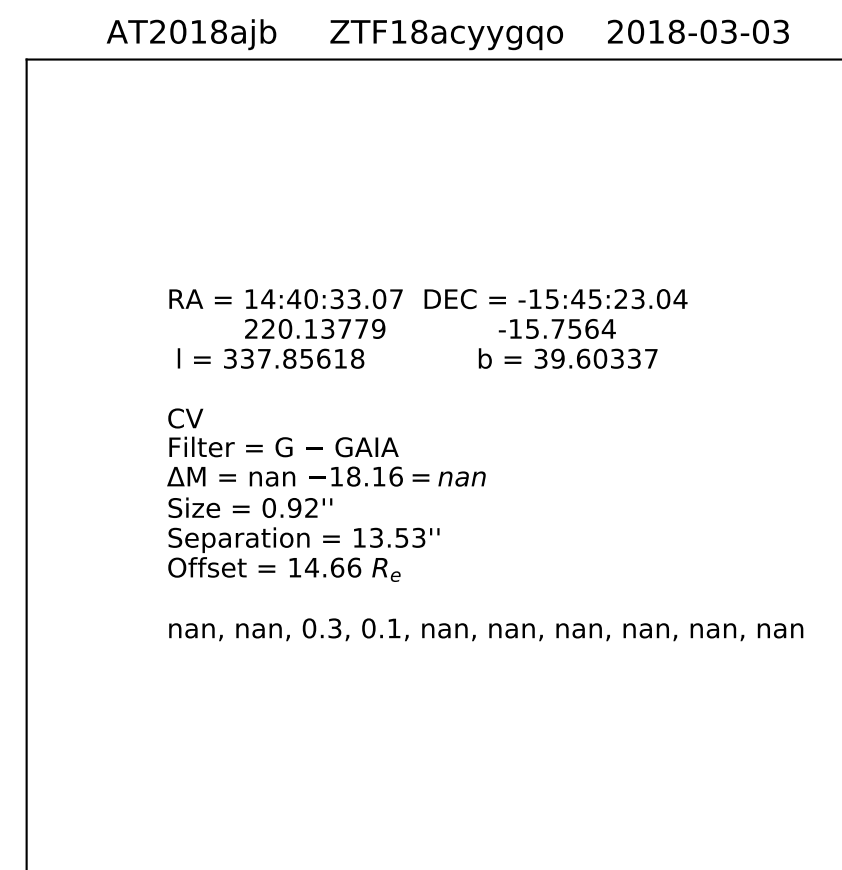 AT2018ajb ZTF18acyygqo 2018-03-03
RA = 14:40:33.07 DEC = -15:45:23.04
220.13779 -15.7564
l = 337.85618 b = 39.60337
CV
Filter = G − GAIA
ΔM = nan −18.16 = nan
Size = 0.92''
Separation = 13.53''
Offset = 14.66 Re
nan, nan, 0.3, 0.1, nan, nan, nan, nan, nan, nan